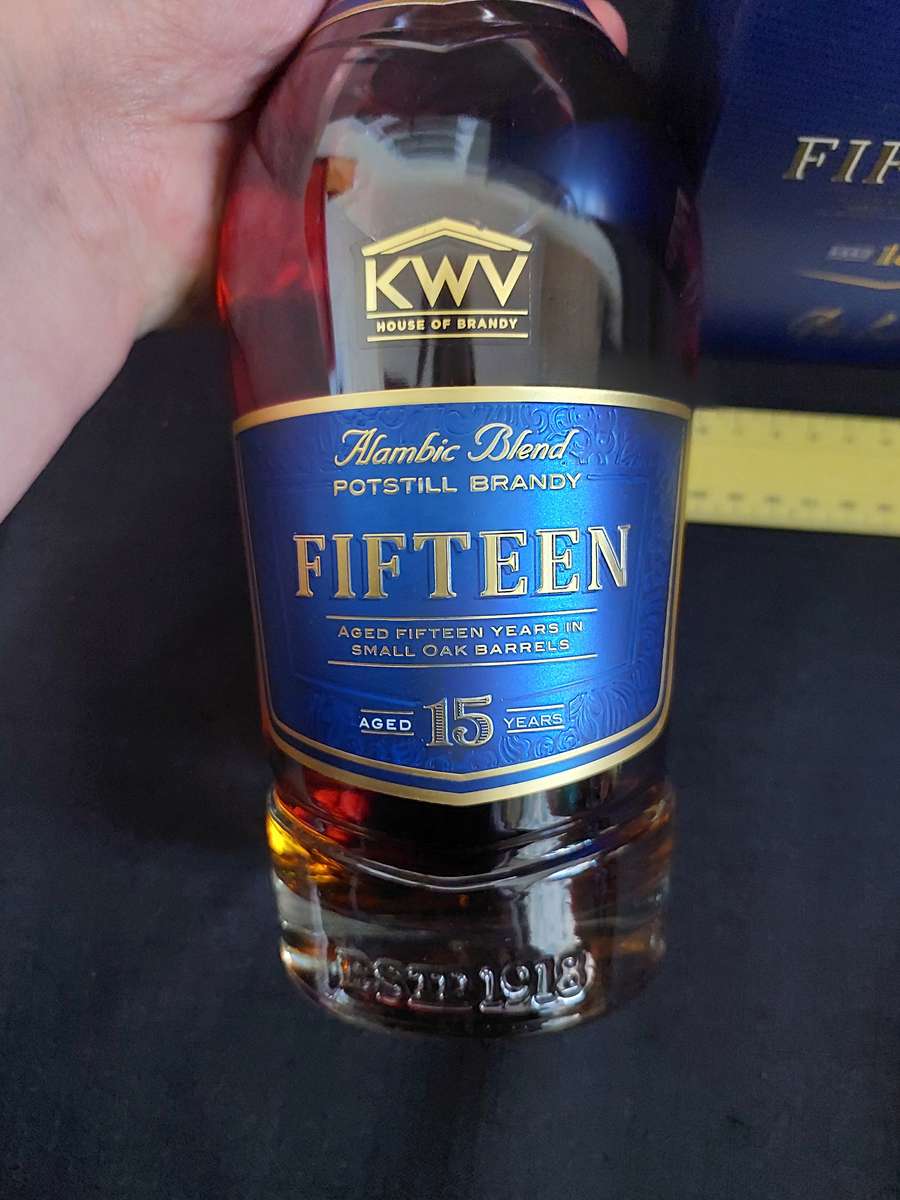 KWV
HOUSE OF BRANDY
Alambic Blend
POTSTILL BRANDY
FIFTEEN
AGED FIFTEEN YEARS IN
SMALL OAK BARRELS
AGED 15 YEARS
ESTD 1918